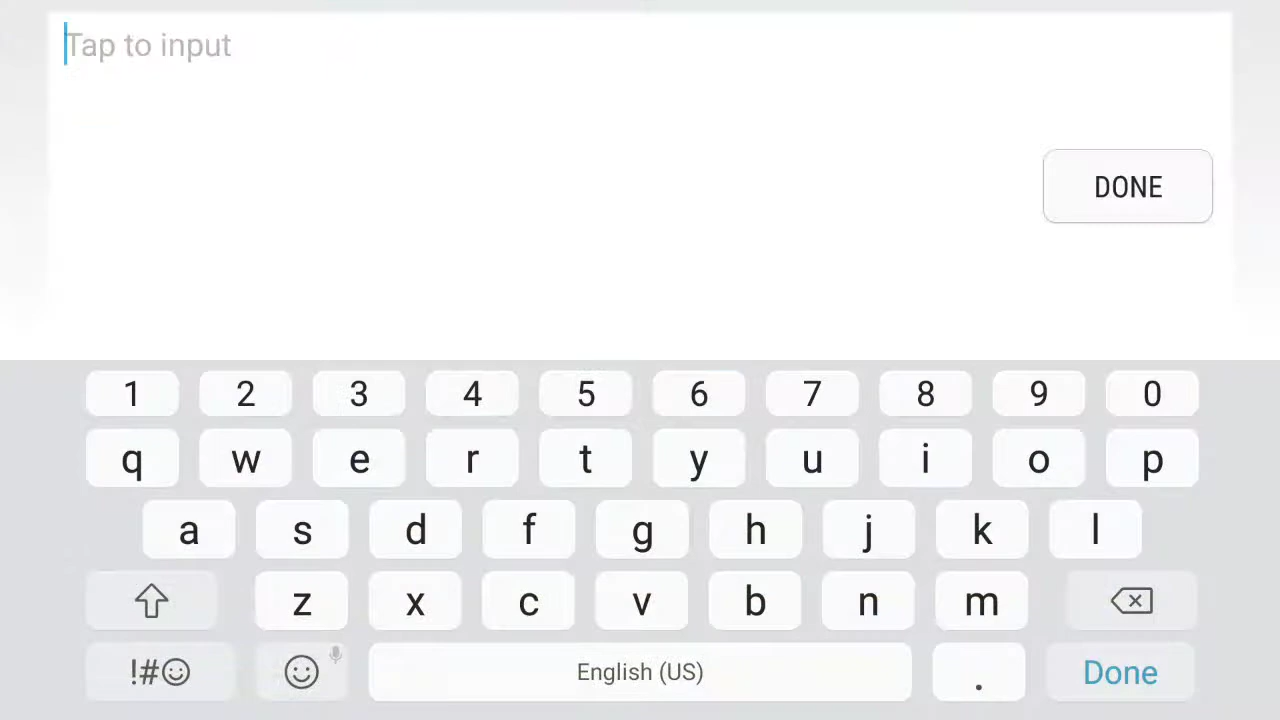 Tap to input
DONE
1 2 3 4 5 6 7 8 9 0
q w e r t y u i o p
a s d f g h j k l
z x c v b n m
!#☺ English (US) . Done